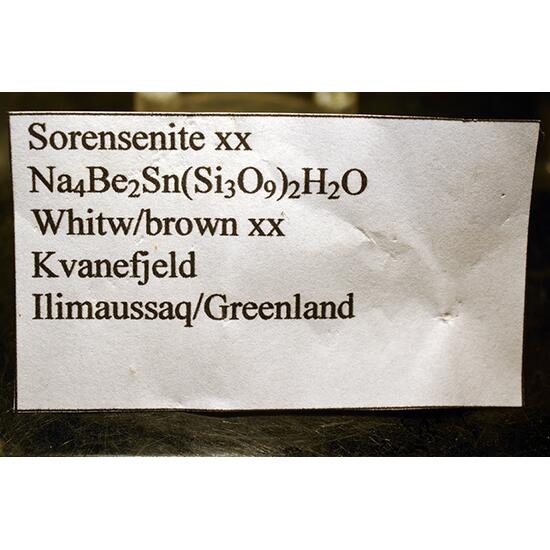 Sorensenite xx
Na₄Be₂Sn(Si₃O₉)₂H₂O
Whitw/brown xx
Kvanefjeld
Ilimaussaq/Greenland